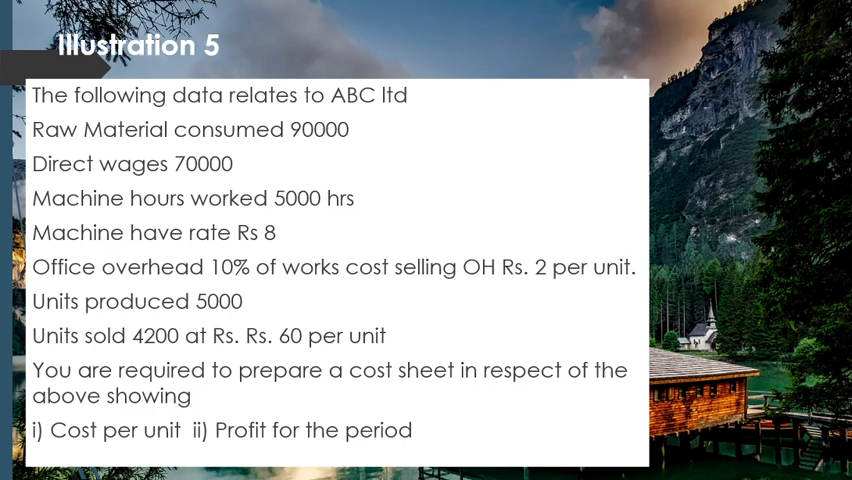 Illustration 5
The following data relates to ABC ltd
Raw Material consumed 90000
Direct wages 70000
Machine hours worked 5000 hrs
Machine have rate Rs 8
Office overhead 10% of works cost selling OH Rs. 2 per unit.
Units produced 5000
Units sold 4200 at Rs. Rs. 60 per unit
You are required to prepare a cost sheet in respect of the
above showing
i) Cost per unit ii) Profit for the period